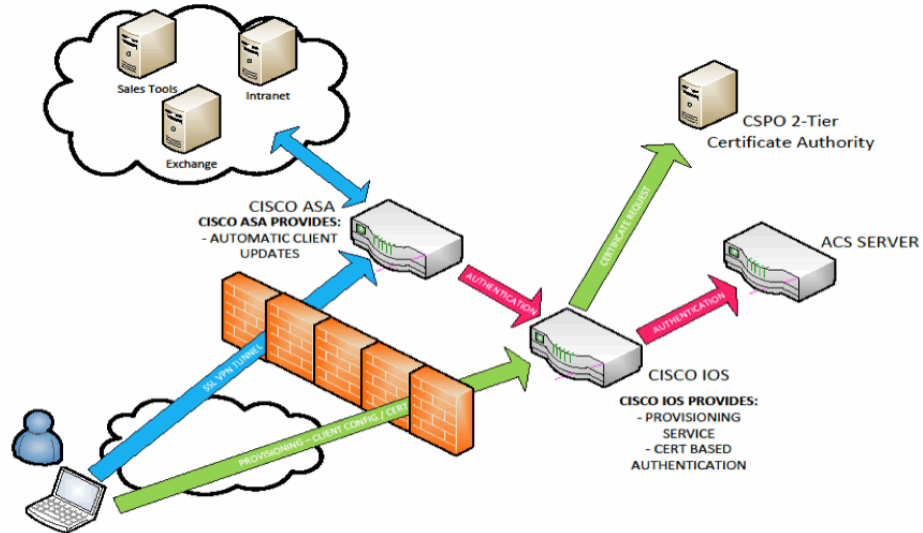 Sales Tools
Intranet
Exchange
CSPO 2-Tier
Certificate Authority
CISCO ASA
CISCO ASA PROVIDES:
- AUTOMATIC CLIENT
UPDATES
CERTIFICATE REQUEST
ACS SERVER
AUTHENTICATION
AUTHENTICATION
SSL VPN TUNNEL
CISCO IOS
CISCO IOS PROVIDES:
- PROVISIONING
SERVICE
- CERT BASED
AUTHENTICATION
PROVISIONING – CLIENT CONFIG / CERT